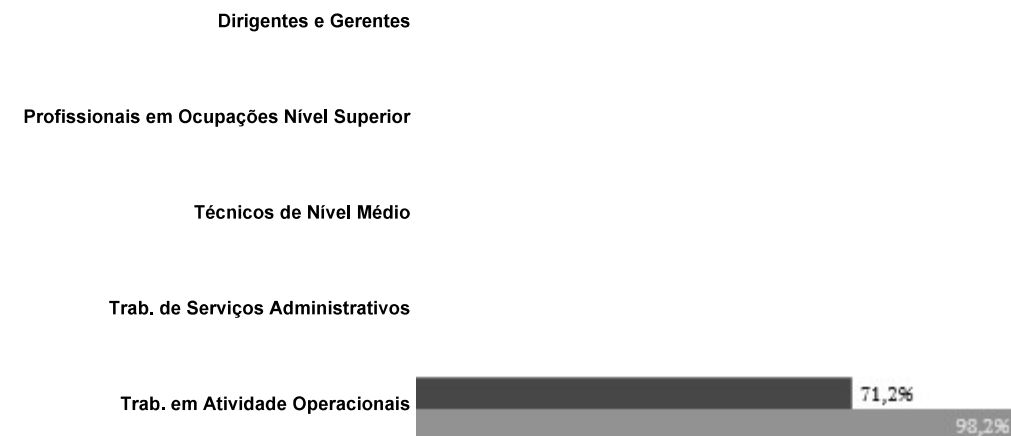 Dirigentes e Gerentes
Profissionais em Ocupações Nível Superior
Técnicos de Nível Médio
Trab. de Serviços Administrativos
Trab. em Atividade Operacionais
71,2%
98,2%